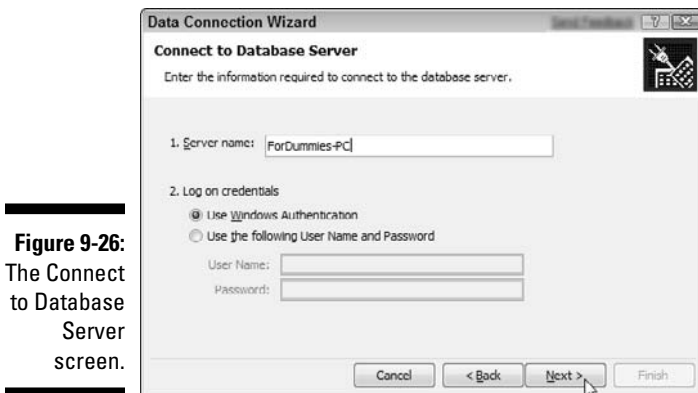 Data Connection Wizard
Send Feedback
Connect to Database Server
Enter the information required to connect to the database server.
1. Server name: ForDummies-PC
2. Log on credentials
Use Windows Authentication
Use the following User Name and Password
User Name:
Password:
Cancel
< Back
Next >
Finish
Figure 9-26:
The Connect
to Database
Server
screen.